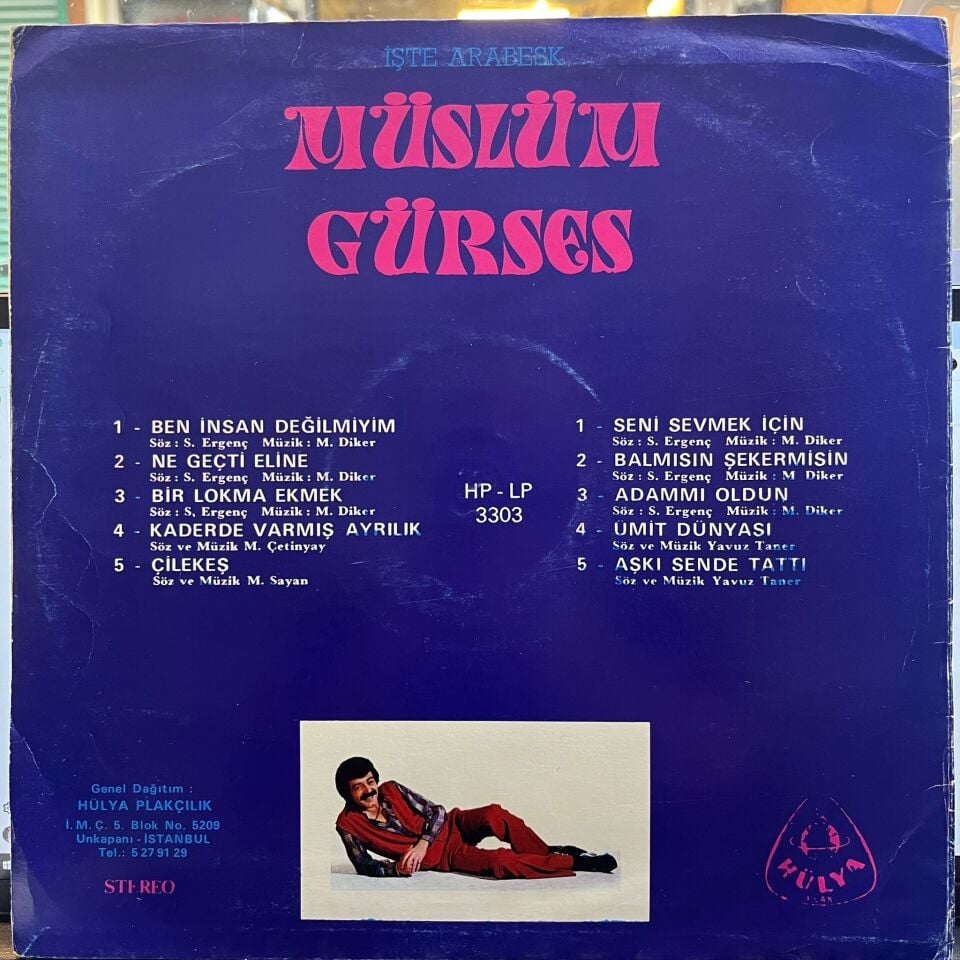 İŞTE ARABESK
MÜSLÜM
GÜRSES
1 - BEN İNSAN DEĞİLMİYİM
Söz : S. Ergenç Müzik : M. Diker
2 - NE GEÇTİ ELİNE
Söz : S. Ergenç Müzik : M. Diker
3 - BİR LOKMA EKMEK
Söz : S, Ergenç Müzik : M. Diker
4 - KADERDE VARMIŞ AYRILIK
Söz ve Müzik M. Çetinyay
5 - ÇİLEKEŞ
Söz ve Müzik M. Sayan
HP - LP
3303
1 - SENİ SEVMEK İÇİN
Söz : S. Ergenç Müzik : M. Diker
2 - BALMISIN ŞEKERMİSİN
Söz : S. Ergenç Müzik : M Diker
3 - ADAMMI OLDUN
Söz : S. Ergenç Müzik : M. Diker
4 - ÜMİT DÜNYASI
Söz ve Müzik Yavuz Taner
5 - AŞKI SENDE TATTI
Söz ve Müzik Yavuz Taner
Genel Dağıtım :
HÜLYA PLAKÇILIK
İ.M.Ç. 5. Blok No. 5209
Unkapanı - İSTANBUL
Tel.: 5 27 91 29
STEREO
HÜLYA